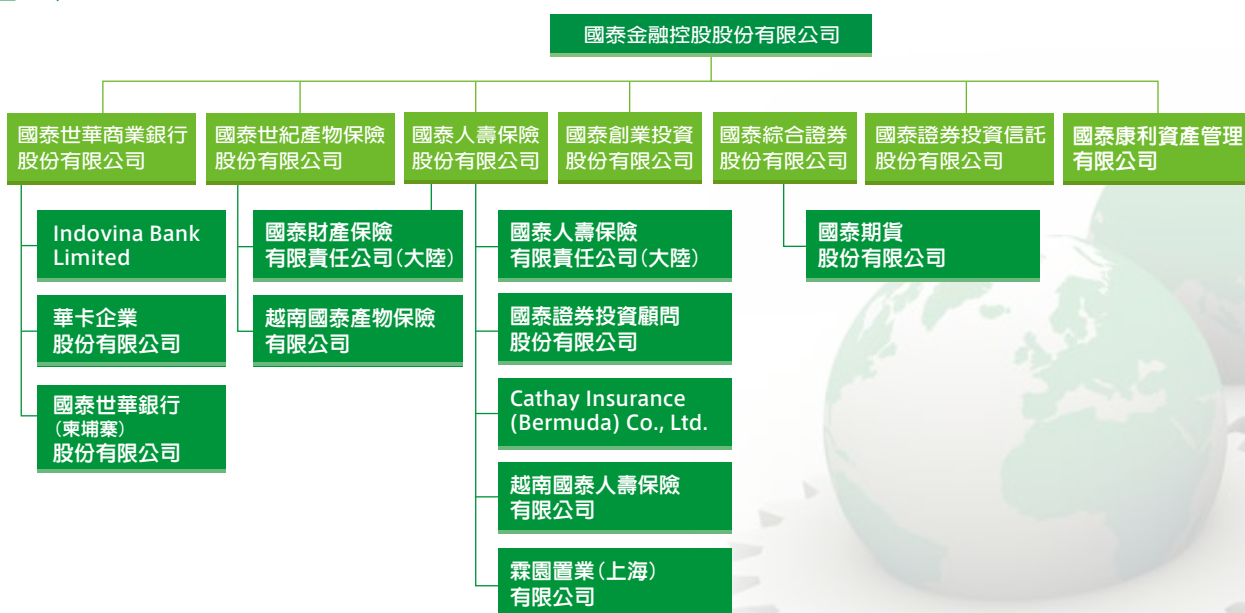 國泰金融控股股份有限公司
國泰世華商業銀行
股份有限公司
國泰世紀產物保險
股份有限公司
國泰人壽保險
股份有限公司
國泰創業投資
股份有限公司
國泰綜合證券
股份有限公司
國泰證券投資信託
股份有限公司
國泰康利資產管理
有限公司
Indovina Bank
Limited
華卡企業
股份有限公司
國泰世華銀行
(柬埔寨)
股份有限公司
國泰財產保險
有限責任公司(大陸)
越南國泰產物保險
有限公司
國泰人壽保險
有限責任公司(大陸)
國泰證券投資顧問
股份有限公司
Cathay Insurance
(Bermuda) Co., Ltd.
越南國泰人壽保險
有限公司
霖園置業(上海)
有限公司
國泰期貨
股份有限公司